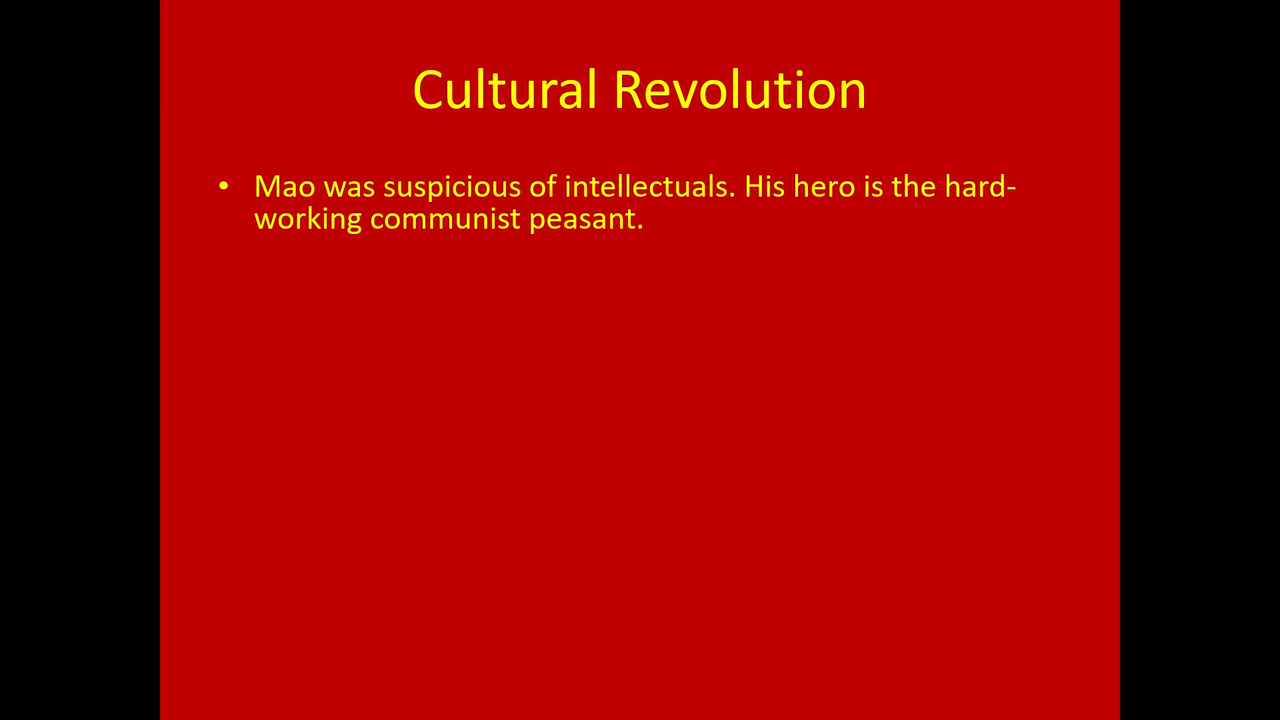 Cultural Revolution
• Mao was suspicious of intellectuals. His hero is the hard-
working communist peasant.